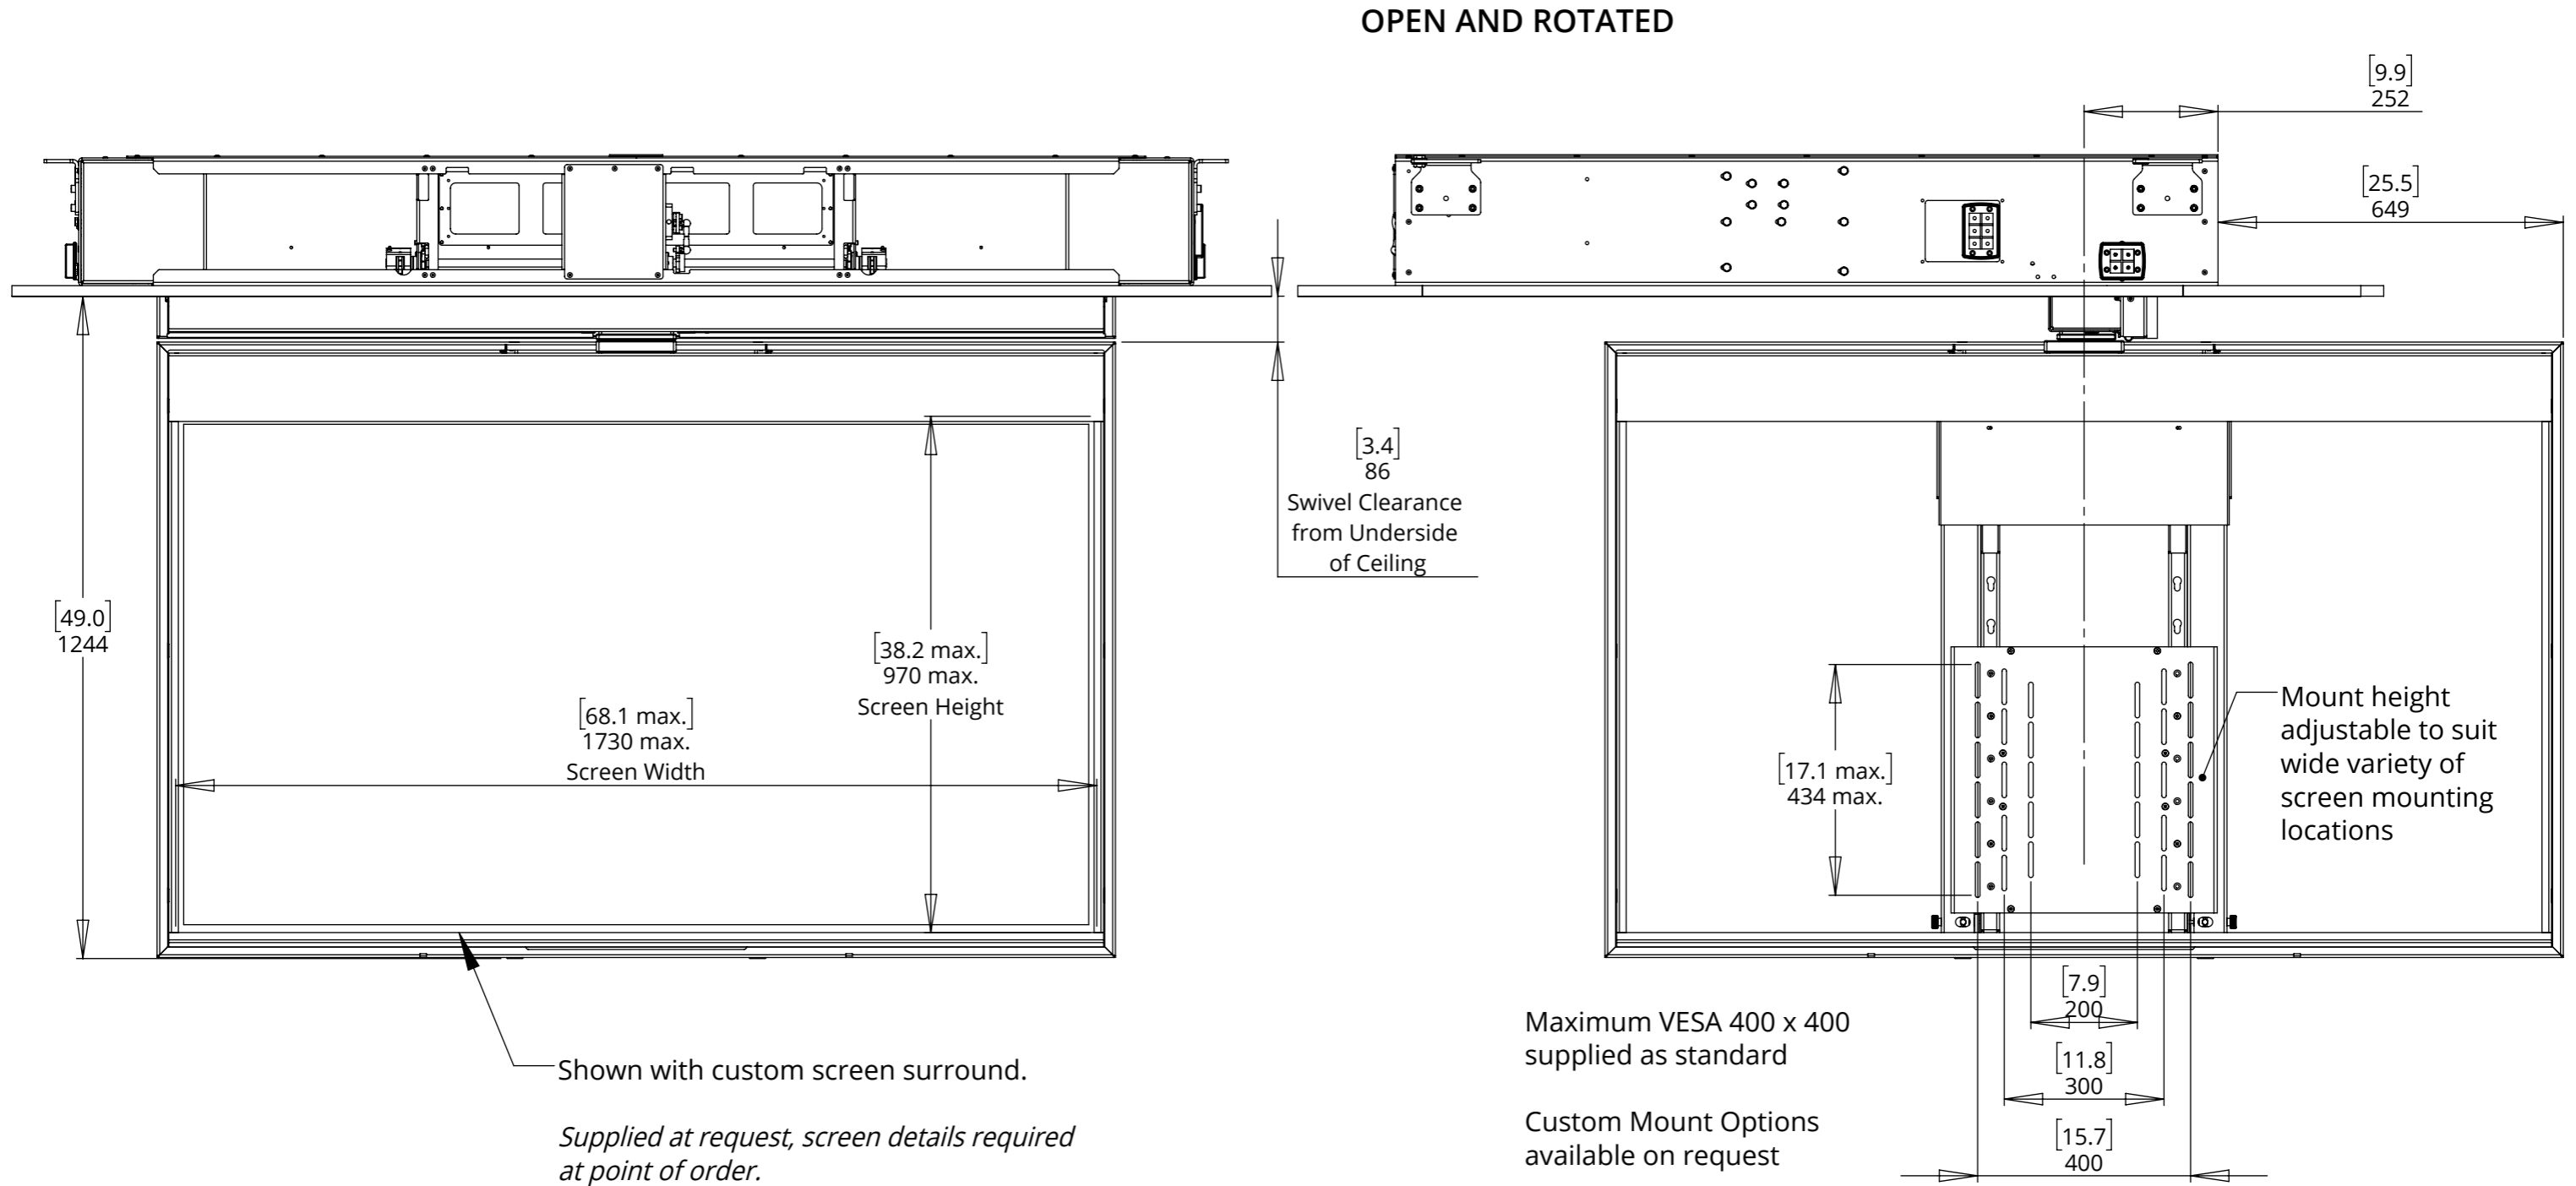 OPEN AND ROTATED
[9.9]
252
[25.5]
649
[3.4]
86
Swivel Clearance
from Underside
of Ceiling
[49.0]
1244
[38.2 max.]
970 max.
Screen Height
[68.1 max.]
1730 max.
Screen Width
[17.1 max.]
434 max.
Mount height
adjustable to suit
wide variety of
screen mounting
locations
[7.9]
200
[11.8]
300
[15.7]
400
Shown with custom screen surround.
Supplied at request, screen details required
at point of order.
Maximum VESA 400 x 400
supplied as standard
Custom Mount Options
available on request